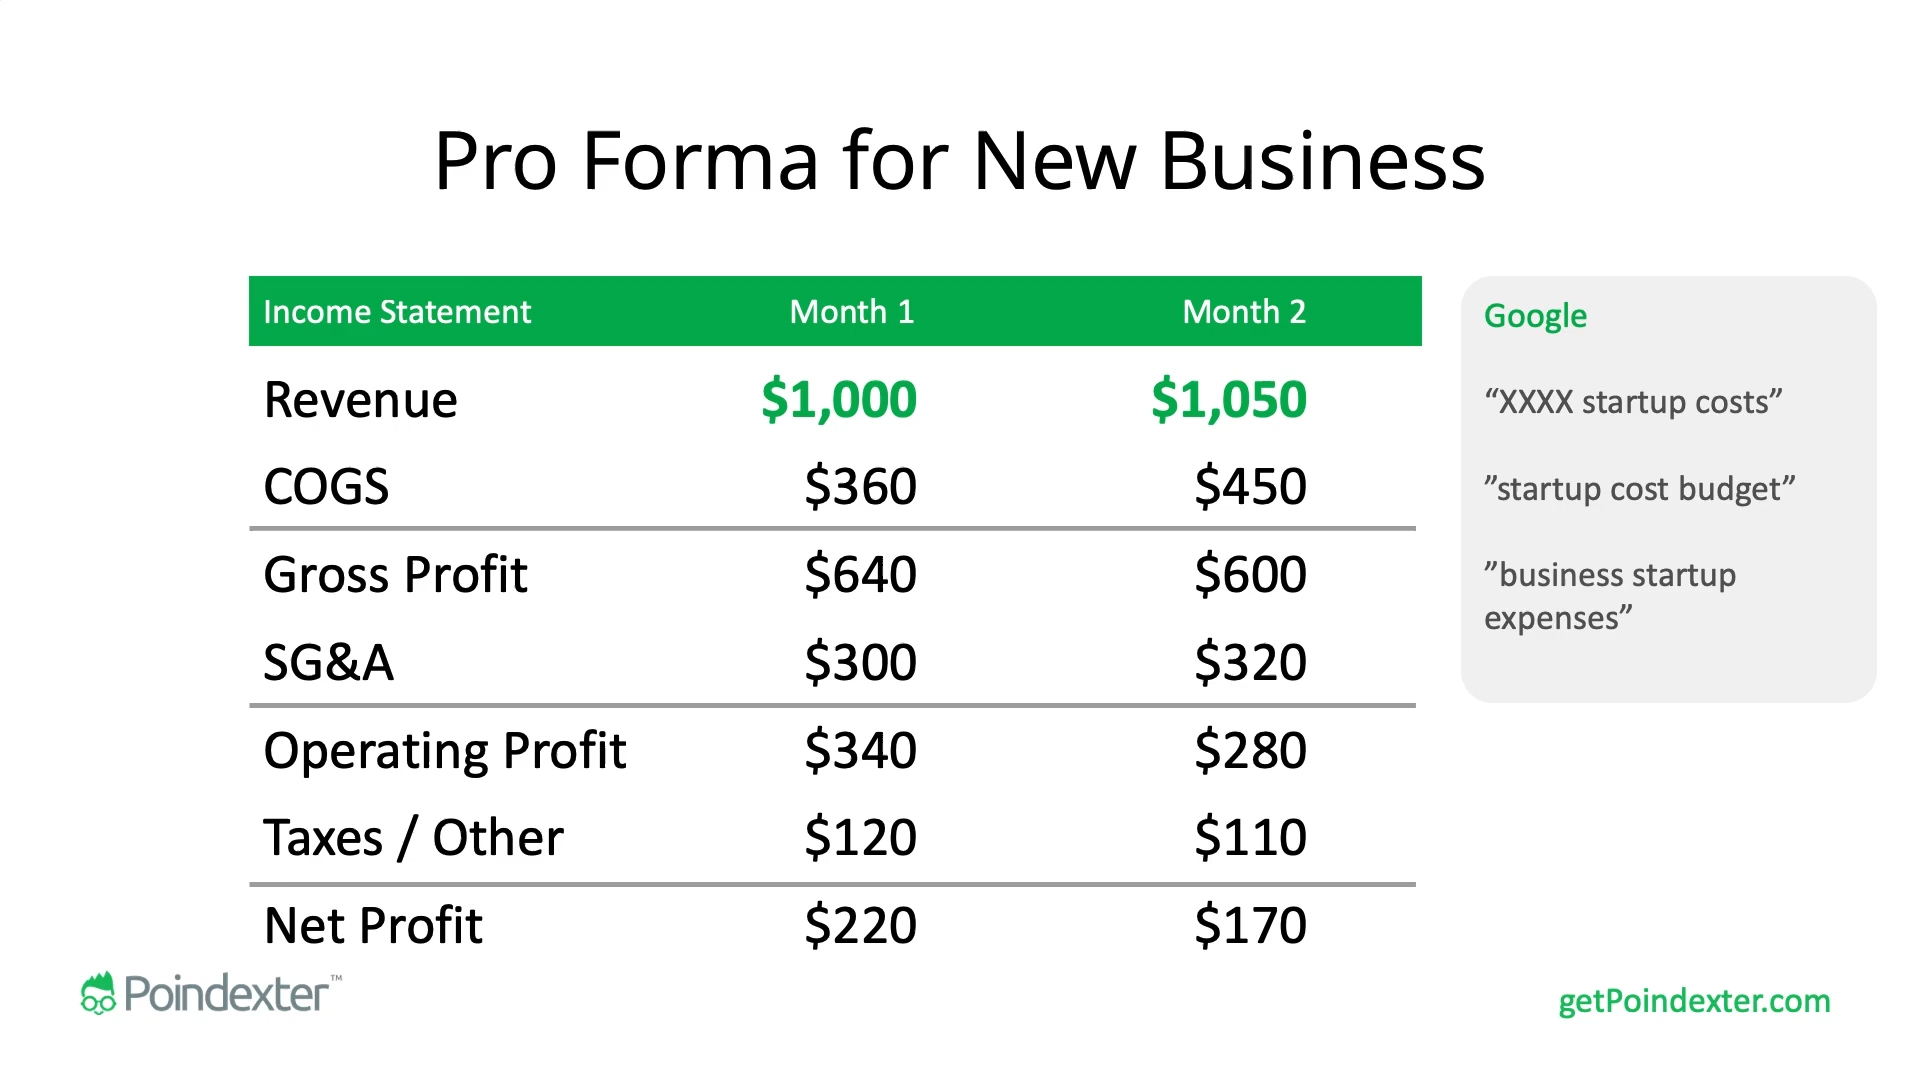 Pro Forma for New Business
Income Statement Month 1 Month 2
Revenue $1,000 $1,050
COGS $360 $450
Gross Profit $640 $600
SG&A $300 $320
Operating Profit $340 $280
Taxes / Other $120 $110
Net Profit $220 $170
Google
“XXXX startup costs”
”startup cost budget”
”business startup
expenses”
Poindexter™
getPoindexter.com